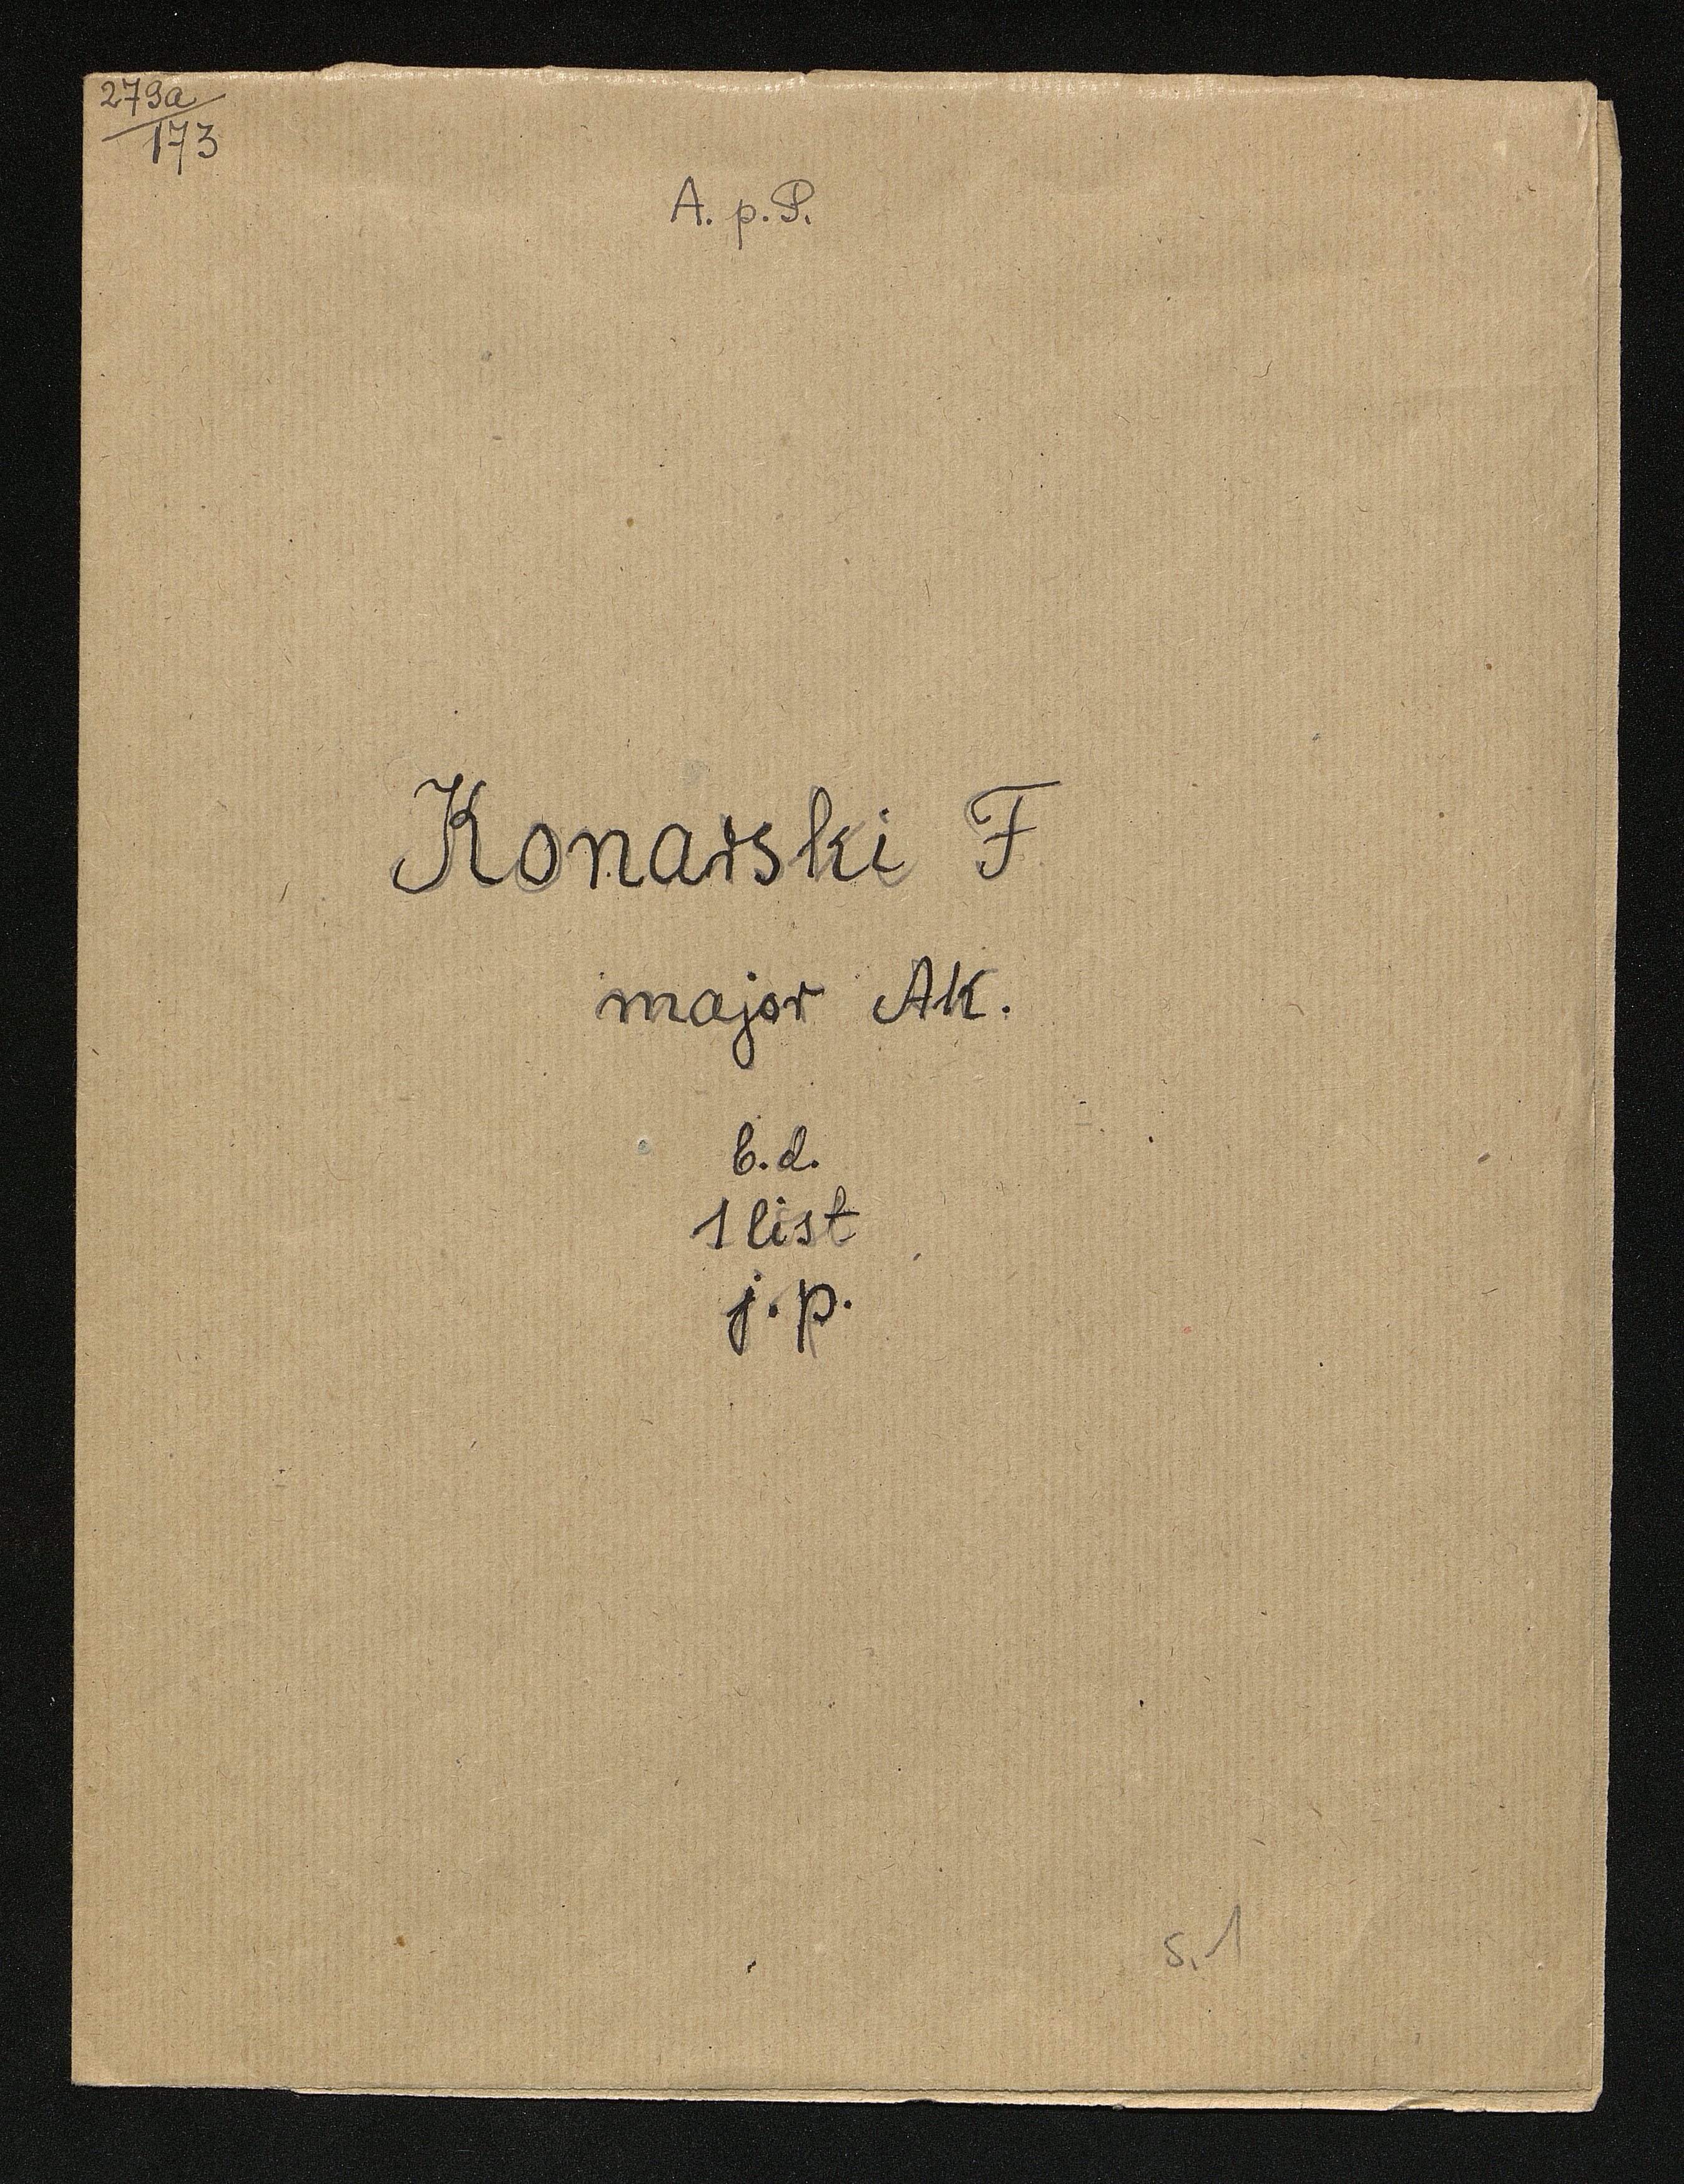 279a
173
A. p. P.
Konarski F
major AK.
b.d.
1 list
j.p.
s. 1